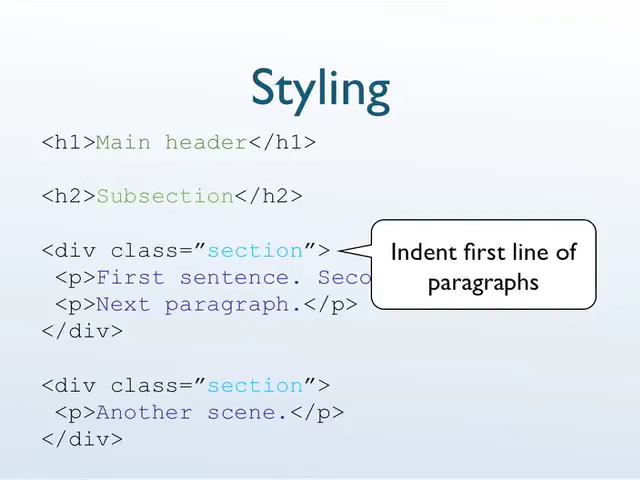 Styling
<h1>Main header</h1>
<h2>Subsection</h2>
<div class=”section”>
Indent first line of
paragraphs
<p>First sentence.
<p>Next paragraph.</p>
</div>
<div class=”section”>
<p>Another scene.</p>
</div>